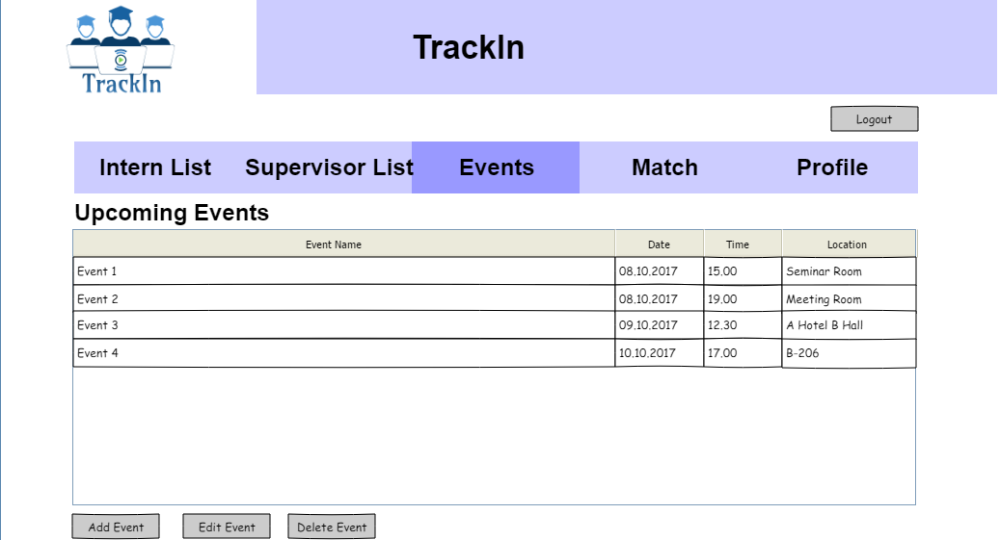 TrackIn
TrackIn
Logout
Intern List Supervisor List Events Match Profile
Upcoming Events
Event Name Date Time Location
Event 1 08.10.2017 15.00 Seminar Room
Event 2 08.10.2017 19.00 Meeting Room
Event 3 09.10.2017 12.30 A Hotel B Hall
Event 4 10.10.2017 17.00 B-206
Add Event Edit Event Delete Event